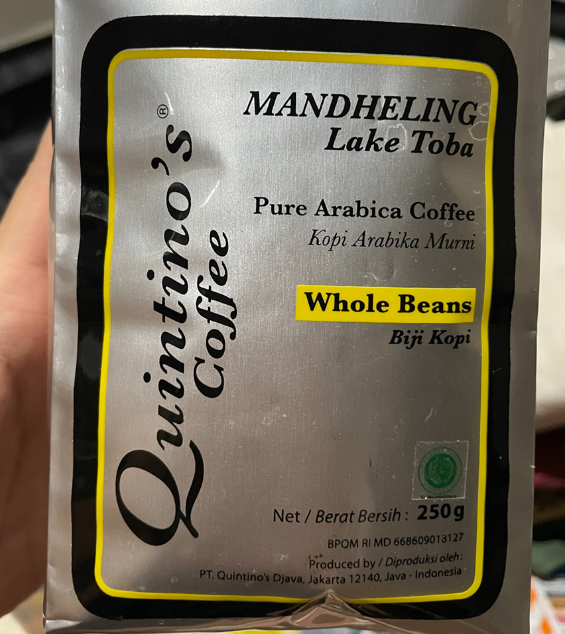 Quintino's®
Coffee
MANDHELING
Lake Toba
Pure Arabica Coffee
Kopi Arabika Murni
Whole Beans
Biji Kopi
Net / Berat Bersih : 250g
BPOM RI MD 668609013127
Produced by / Diproduksi oleh:
PT. Quintino's Djava, Jakarta 12140, Java - Indonesia